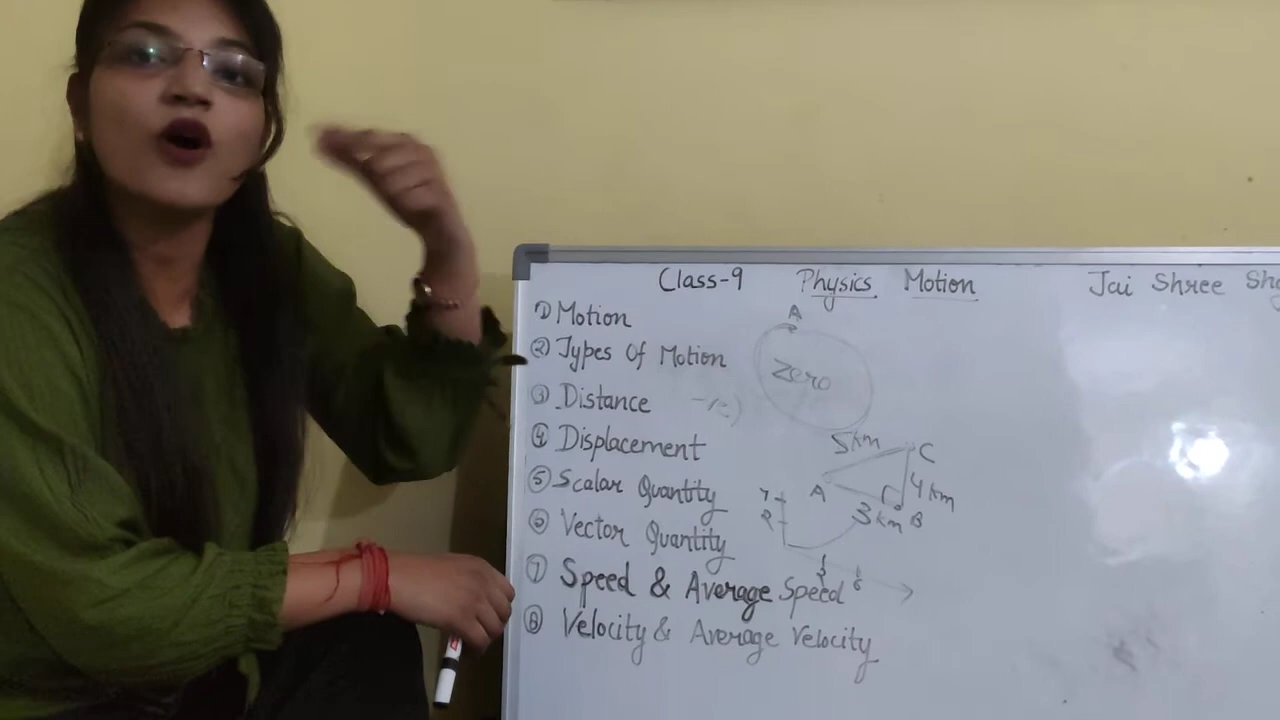 Class-9 Physics Motion Jai Shree
① Motion
A
② Types Of Motion
Zero
③ Distance
④ Displacement
5km C
⑤ Scalar Quantity
A 4km
3km B
⑥ Vector Quantity
⑦ Speed & Average Speed
⑧ Velocity & Average Velocity